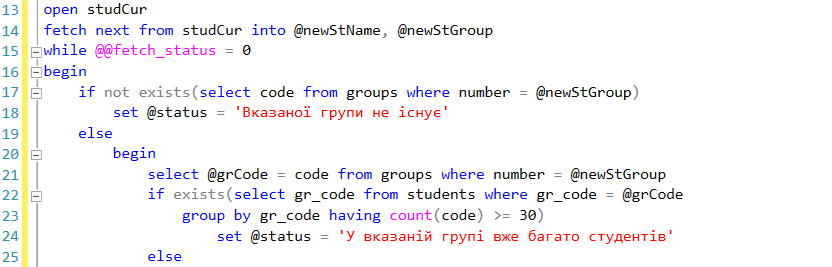 13 open studCur
14 fetch next from studCur into @newStName, @newStGroup
15 while @@fetch_status = 0
16 begin
17 if not exists(select code from groups where number = @newStGroup)
18 set @status = 'Вказаної групи не існує'
19 else
20 begin
21 select @grCode = code from groups where number = @newStGroup
22 if exists(select gr_code from students where gr_code = @grCode
23 group by gr_code having count(code) >= 30)
24 set @status = 'У вказаній групі вже багато студентів'
25 else